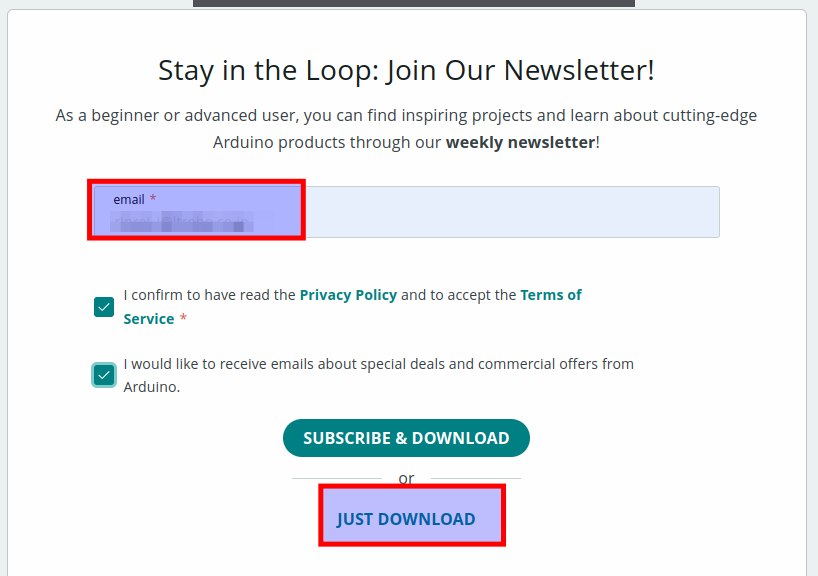 Stay in the Loop: Join Our Newsletter!
As a beginner or advanced user, you can find inspiring projects and learn about cutting-edge
Arduino products through our weekly newsletter!
email *
I confirm to have read the Privacy Policy and to accept the Terms of
Service *
I would like to receive emails about special deals and commercial offers from
Arduino.
SUBSCRIBE & DOWNLOAD
or
JUST DOWNLOAD